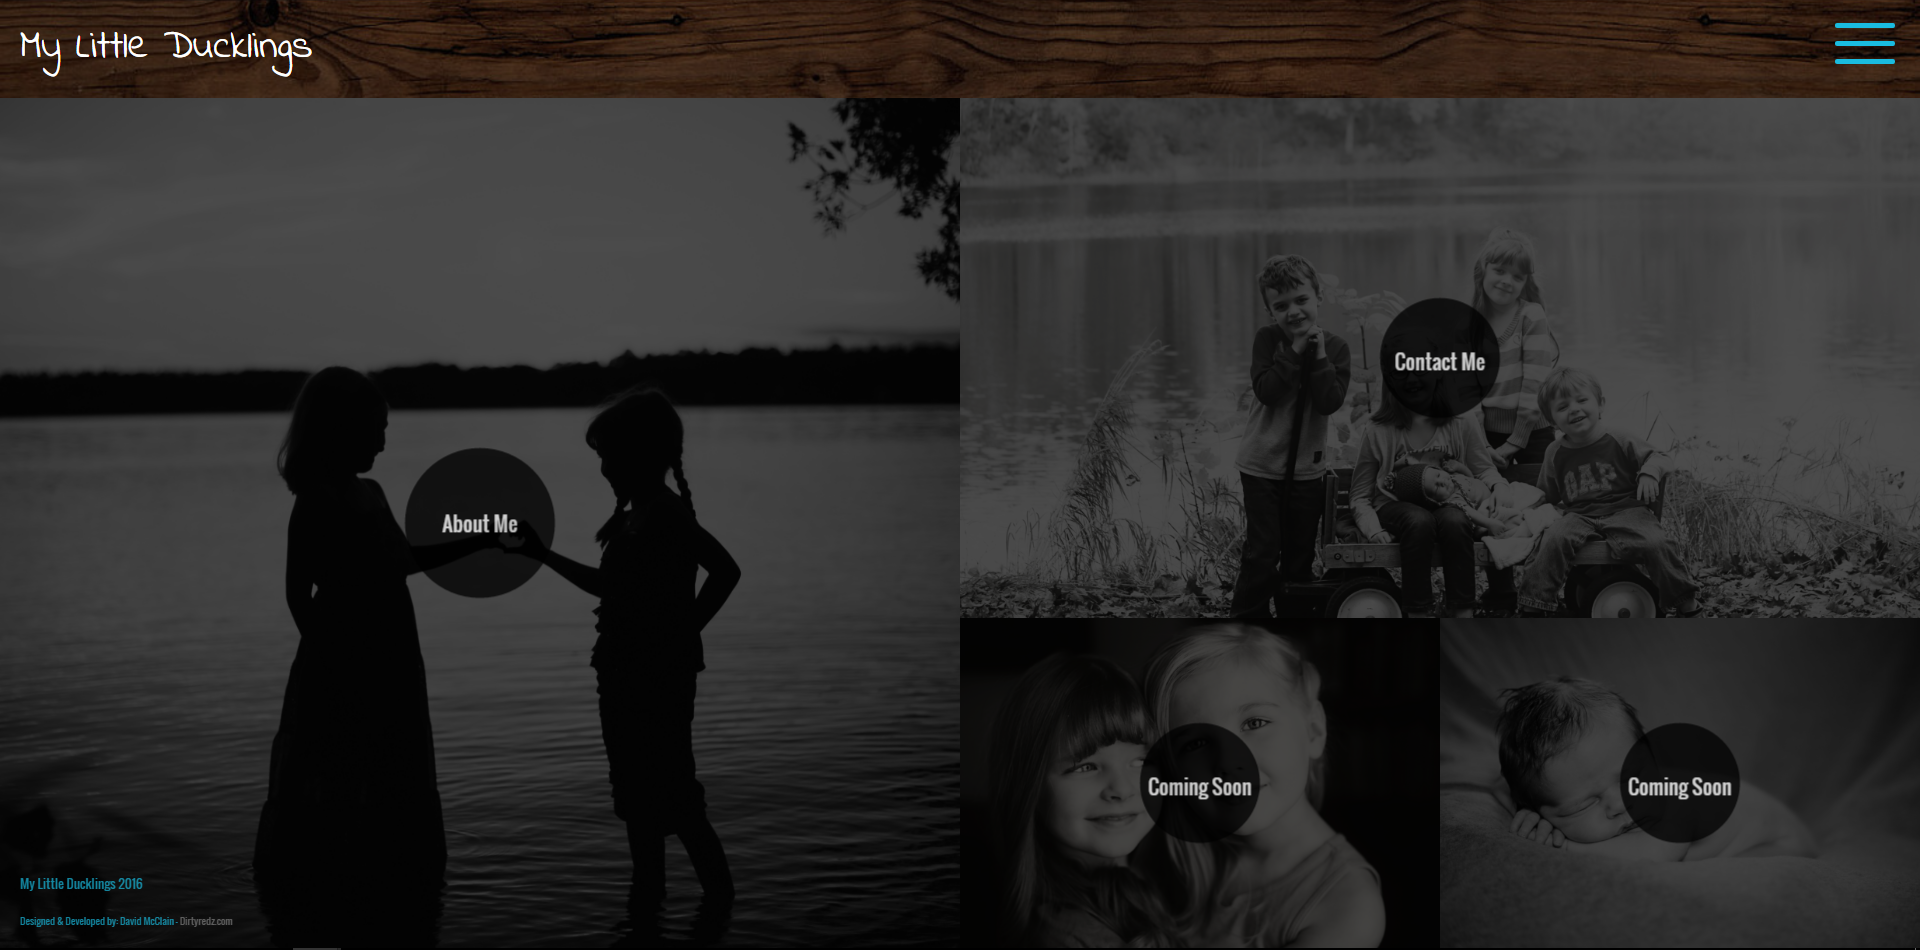 My Little Ducklings
About Me
Contact Me
GAP
Coming Soon
Coming Soon
My Little Ducklings 2016
Designed & Developed by: David McClain - Dirtyredz.com